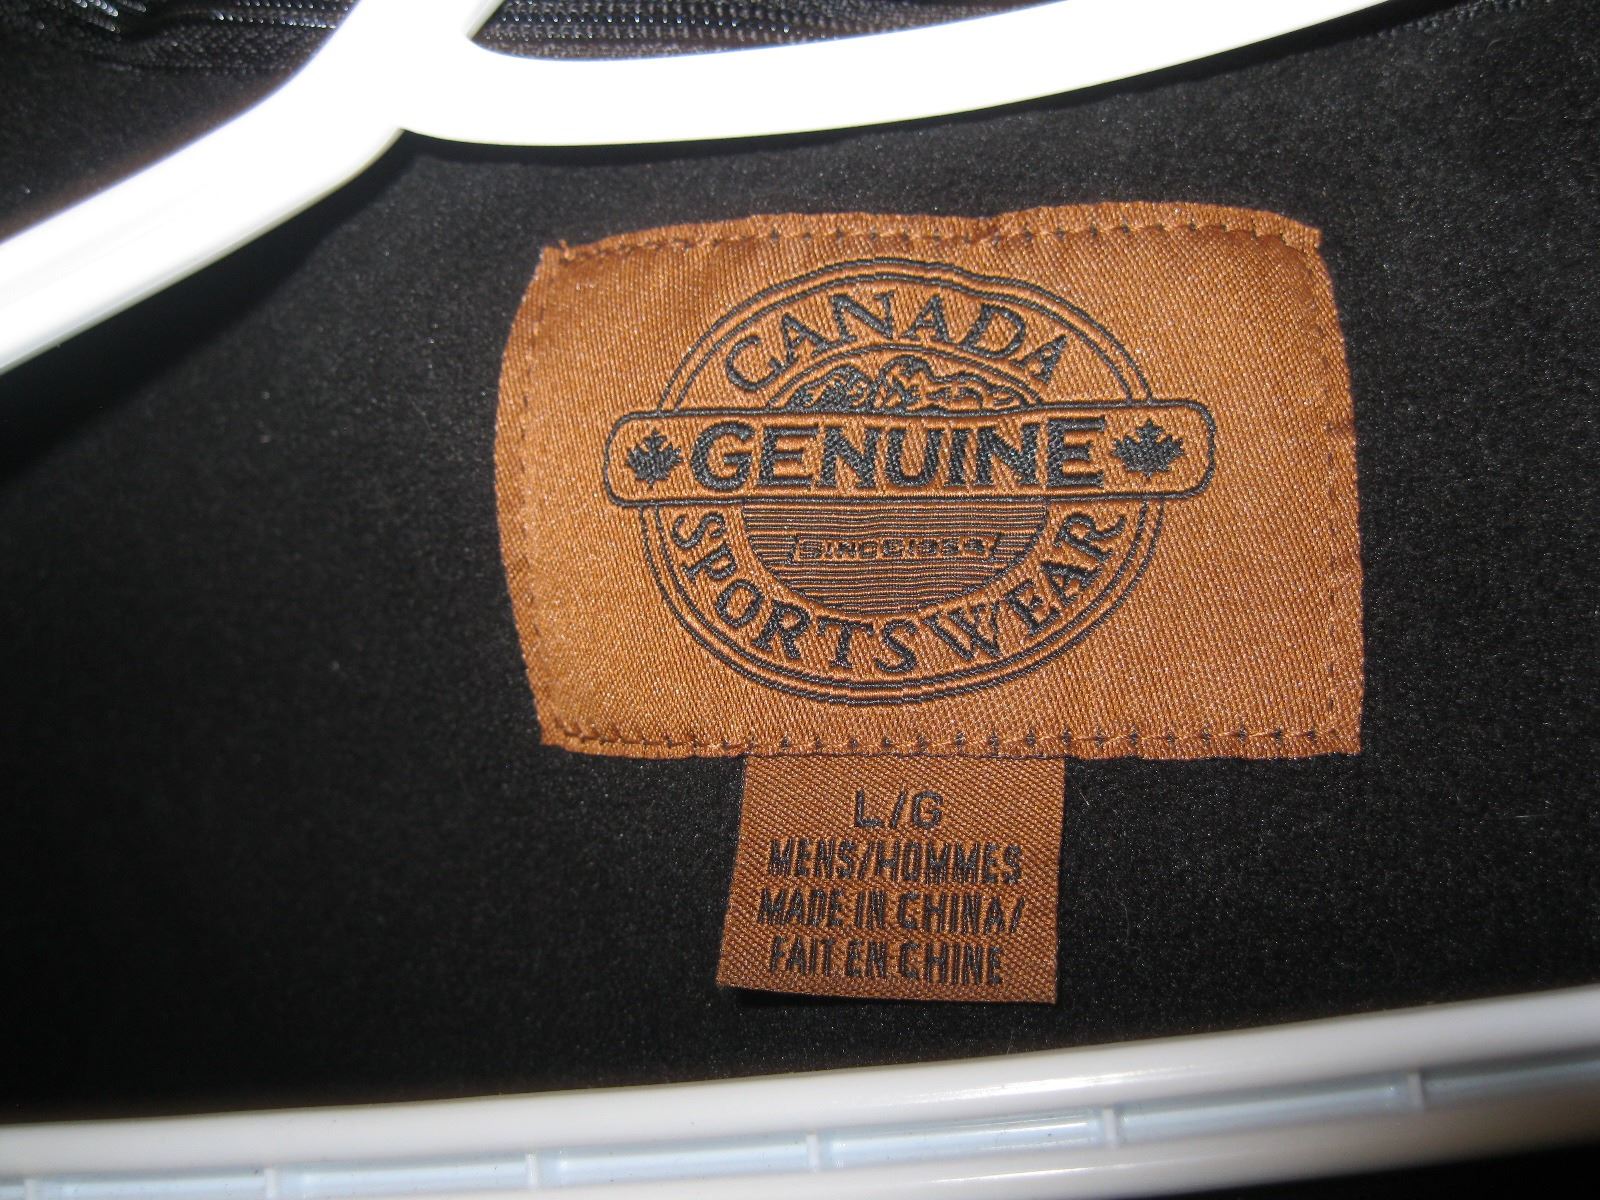 CANADA
GENUINE
SINCE 1954
SPORTSWEAR
L/G
MENS/HOMMES
MADE IN CHINA/
FAIT EN CHINE